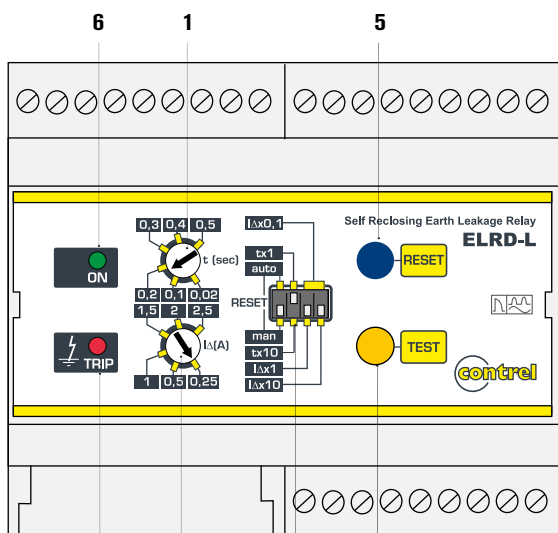 6 1 5
0,3 0,4 0,5
IΔx0,1
Self Reclosing Earth Leakage Relay
ELRD-L
tx1
t (sec)
auto
RESET
ON
0,2 0,1 0,02
RESET
1,5 2 2,5
man
TRIP
IΔ(A)
TEST
tx10
IΔx1
contrel
1 0,5 0,25
IΔx10